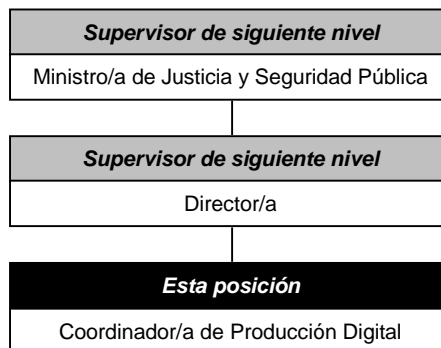 Supervisor de siguiente nivel
Ministro/a de Justicia y Seguridad Pública
Supervisor de siguiente nivel
Director/a
Esta posición
Coordinador/a de Producción Digital